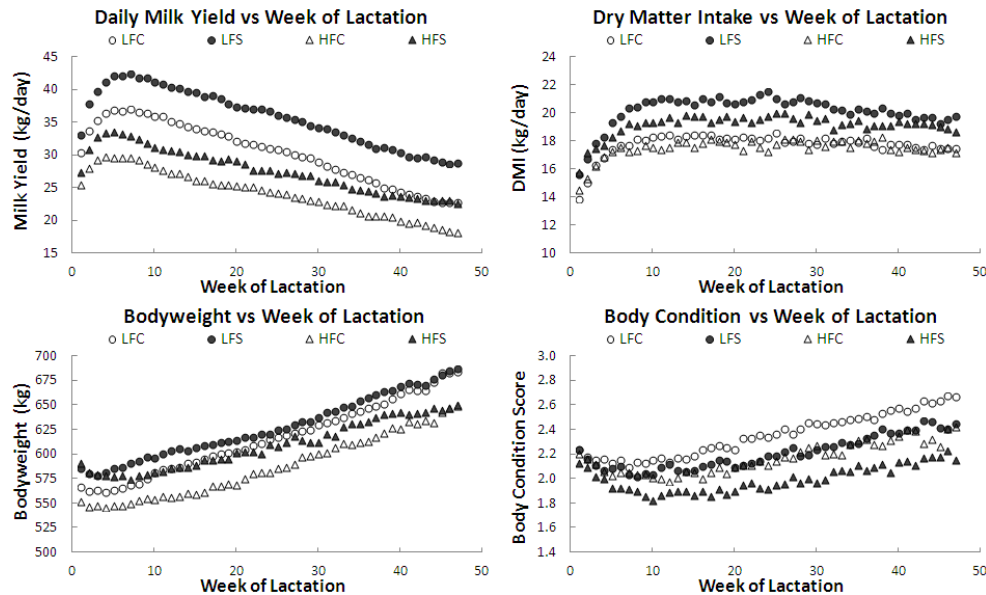 Daily Milk Yield vs Week of Lactation
LFC LFS HFC HFS
Milk Yield (kg/day)
45
40
35
30
25
20
15
0 10 20 30 40 50
Week of Lactation
Dry Matter Intake vs Week of Lactation
LFC LFS HFC HFS
DMI (kg/day)
24
22
20
18
16
14
12
10
0 10 20 30 40 50
Week of Lactation
Bodyweight vs Week of Lactation
LFC LFS HFC HFS
Bodyweight (kg)
700
675
650
625
600
575
550
525
500
0 10 20 30 40 50
Week of Lactation
Body Condition vs Week of Lactation
LFC LFS HFC HFS
Body Condition Score
3.0
2.8
2.6
2.4
2.2
2.0
1.8
1.6
1.4
0 10 20 30 40 50
Week of Lactation